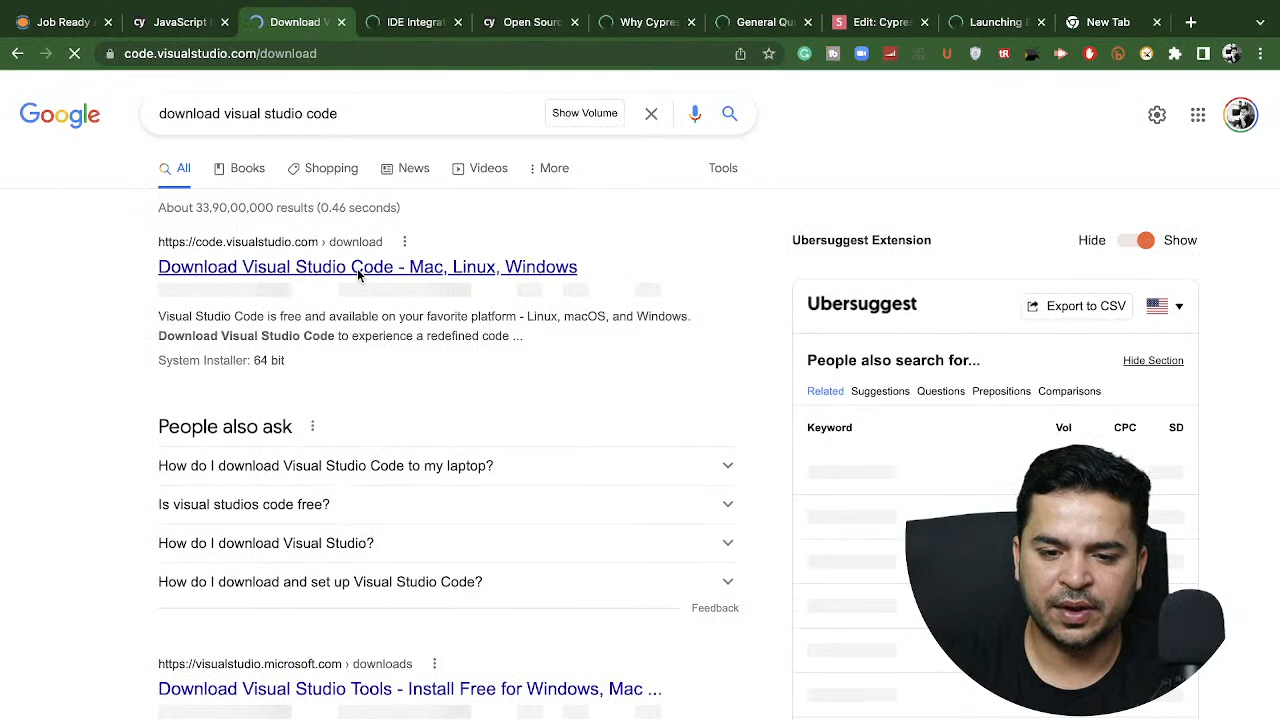 Job Ready
JavaScript
Download V
IDE Integrat
Open Sourc
Why Cypres
General Qu
Edit: Cypre
Launching
New Tab
code.visualstudio.com/download
Google
download visual studio code
Show Volume
All
Books
Shopping
News
Videos
More
Tools
About 33,90,00,000 results (0.46 seconds)
https://code.visualstudio.com › download
Download Visual Studio Code - Mac, Linux, Windows
Visual Studio Code is free and available on your favorite platform - Linux, macOS, and Windows.
Download Visual Studio Code to experience a redefined code ...
System Installer: 64 bit
People also ask
How do I download Visual Studio Code to my laptop?
Is visual studios code free?
How do I download Visual Studio?
How do I download and set up Visual Studio Code?
Feedback
https://visualstudio.microsoft.com › downloads
Download Visual Studio Tools - Install Free for Windows, Mac ...
Ubersuggest Extension
Hide
Show
Ubersuggest
Export to CSV
People also search for...
Hide Section
Related
Suggestions
Questions
Prepositions
Comparisons
Keyword
Vol
CPC
SD